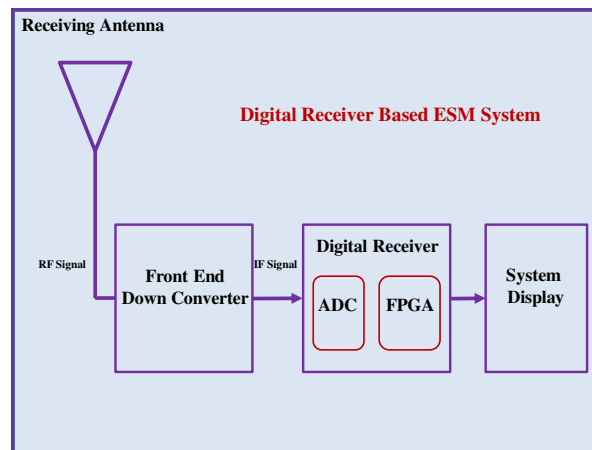 Receiving Antenna
Digital Receiver Based ESM System
RF Signal
Front End
Down Converter
IF Signal
Digital Receiver
ADC
FPGA
System
Display